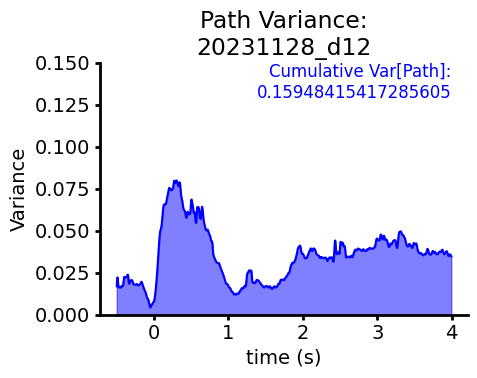 Path Variance:
20231128_d12
Cumulative Var[Path]:
0.15948415417285605
Variance
0.150
0.125
0.100
0.075
0.050
0.025
0.000
0
1
2
3
4
time (s)